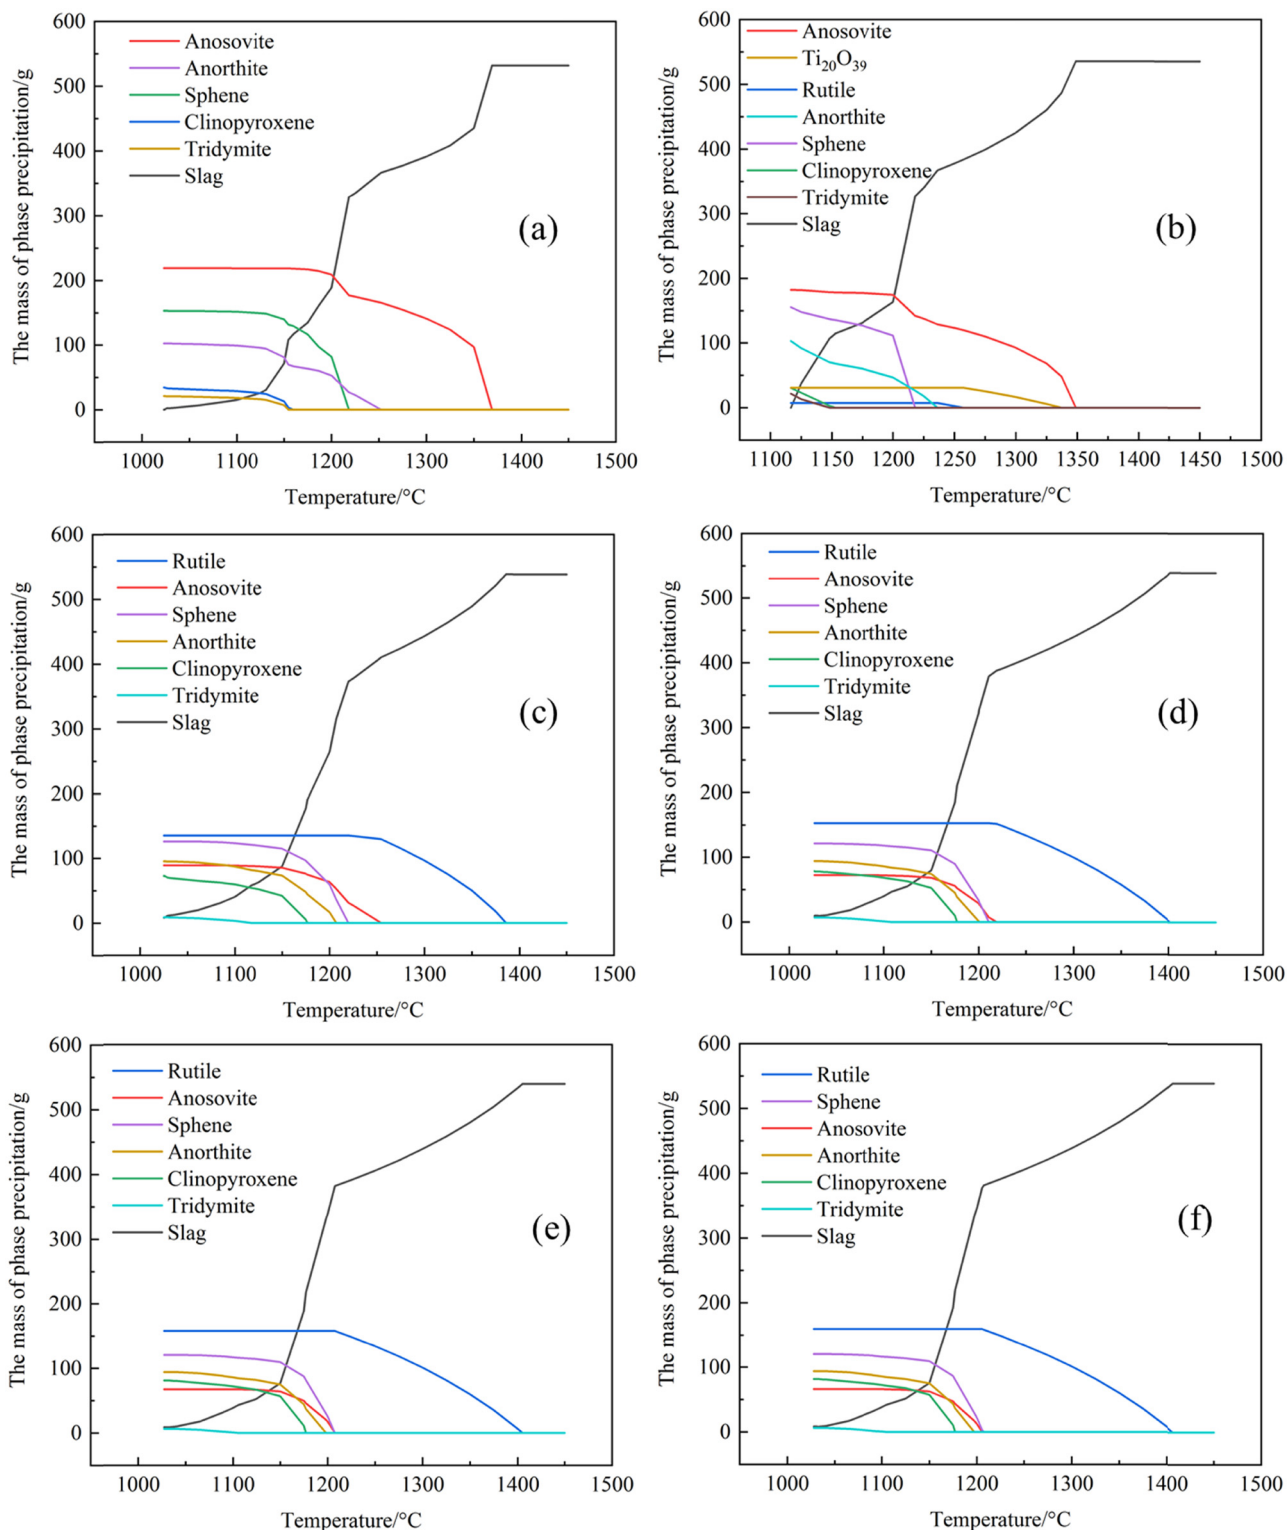 The mass of phase precipitation/g
600
500
400
300
200
100
0
Anosovite
Anorthite
Sphene
Clinopyroxene
Tridymite
Slag
(a)
1000 1100 1200 1300 1400 1500
Temperature/°C
The mass of phase precipitation/g
600
500
400
300
200
100
0
Anosovite
Ti20O39
Rutile
Anorthite
Sphene
Clinopyroxene
Tridymite
Slag
(b)
1100 1150 1200 1250 1300 1350 1400 1450 1500
Temperature/°C
The mass of phase precipitation/g
600
500
400
300
200
100
0
Rutile
Anosovite
Sphene
Anorthite
Clinopyroxene
Tridymite
Slag
(c)
1000 1100 1200 1300 1400 1500
Temperature/°C
The mass of phase precipitation/g
600
500
400
300
200
100
0
Rutile
Anosovite
Sphene
Anorthite
Clinopyroxene
Tridymite
Slag
(d)
1000 1100 1200 1300 1400 1500
Temperature/°C
The mass of phase precipitation/g
600
500
400
300
200
100
0
Rutile
Anosovite
Sphene
Anorthite
Clinopyroxene
Tridymite
Slag
(e)
1000 1100 1200 1300 1400 1500
Temperature/°C
The mass of phase precipitation/g
600
500
400
300
200
100
0
Rutile
Sphene
Anosovite
Anorthite
Clinopyroxene
Tridymite
Slag
(f)
1000 1100 1200 1300 1400 1500
Temperature/°C